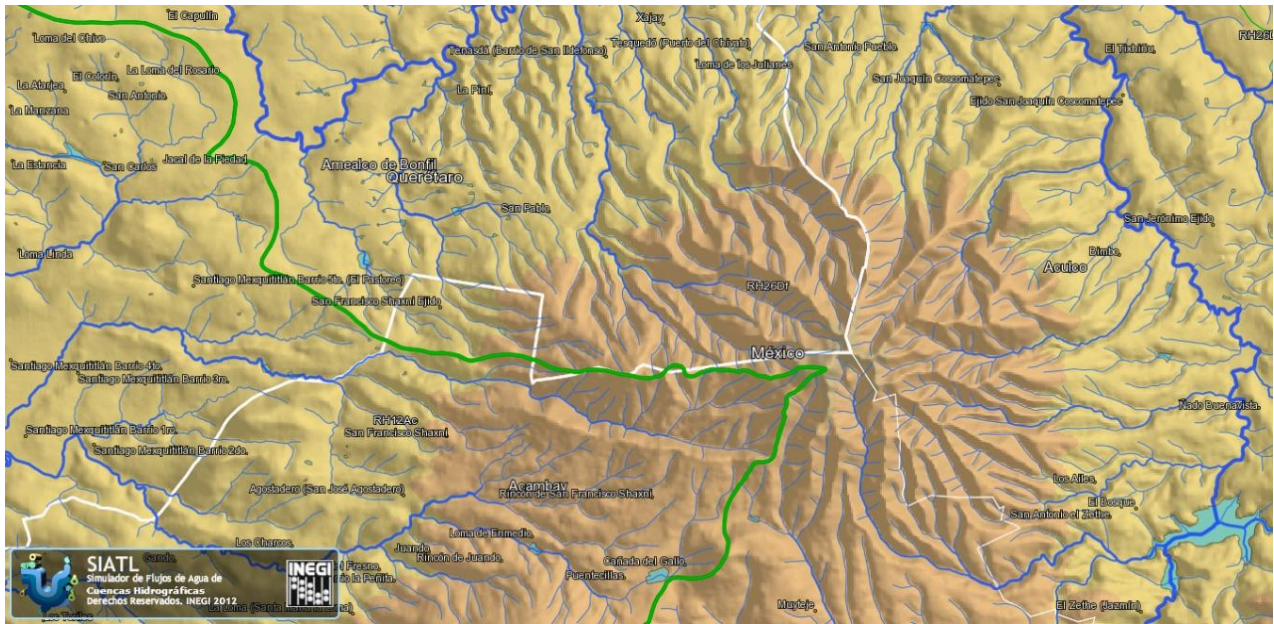 El Capulín
Xajay
Loma del Chivo
Tenasdá (Barrio de San Ildefonso)
Tesquedó (Puerto del Chivato)
San Antonio Pueblo
El Tixhiñu
RH26D
Loma de los Julianes
La Loma del Rosario
El Colorín
La Atarjea
San Antonio
La Piní
San Joaquín Coscomatepec
Ejido San Joaquín Coscomatepec
La Manzana
La Estancia
San Carlos
Jacal de la Piedad
Amealco de Bonfil
Querétaro
San Pablo
San Jerónimo Ejido
Loma Linda
Bimbo
Aculco
Santiago Mexquititlán Barrio 5to. (El Pastoreo)
RH26Df
San Francisco Shaxni Ejido
México
Santiago Mexquititlán Barrio 4to.
Santiago Mexquititlán Barrio 3ro.
Ñado Buenavista
RH12Ac
San Francisco Shaxni
Santiago Mexquititlán Barrio 1ro.
Santiago Mexquititlán Barrio 2do.
Acambay
Agostadero (San José Agostadero)
Rincón de San Francisco Shaxni
Los Ailes
El Bosque
San Antonio el Zethe
Loma de Enmedio
Los Charcos
Juando
Rincón de Juando
Cañada del Gallo
Puentecillas
Muyteje
El Zethe (Jazmín)
SIATL
Simulador de Flujos de Agua de
Cuencas Hidrográficas
Derechos Reservados. INEGI 2012
INEGI